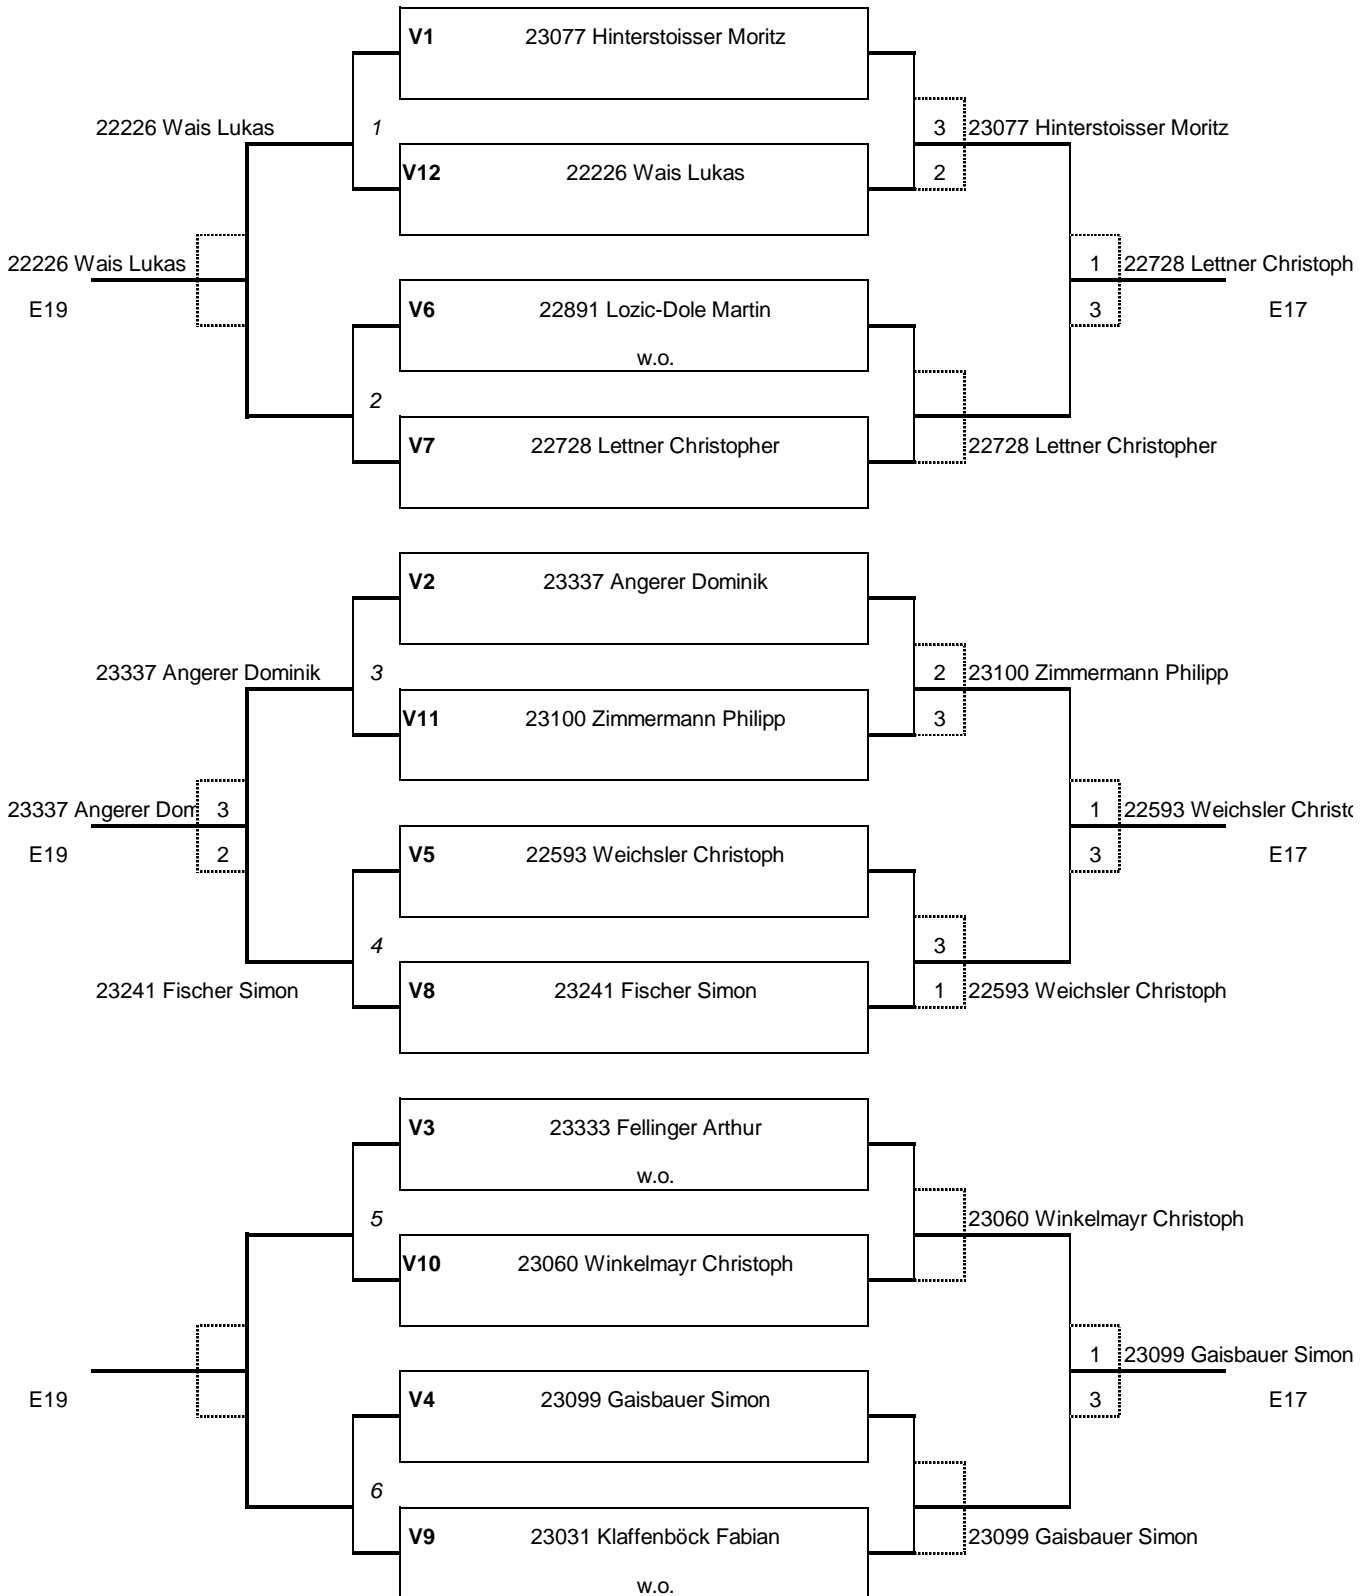 V1 23077 Hinterstoisser Moritz
22226 Wais Lukas 1 3 23077 Hinterstoisser Moritz
V12 22226 Wais Lukas 2
22226 Wais Lukas 1 22728 Lettner Christoph
E19 V6 22891 Lozic-Dole Martin 3 E17
w.o.
2
V7 22728 Lettner Christopher 22728 Lettner Christopher
V2 23337 Angerer Dominik
23337 Angerer Dominik 3 2 23100 Zimmermann Philipp
V11 23100 Zimmermann Philipp 3
23337 Angerer Dom 3 1 22593 Weichsler Christo
E19 2 V5 22593 Weichsler Christoph 3 E17
4 3
23241 Fischer Simon V8 23241 Fischer Simon 1 22593 Weichsler Christoph
V3 23333 Fellinger Arthur
w.o.
5 23060 Winkelmayr Christoph
V10 23060 Winkelmayr Christoph
1 23099 Gaisbauer Simon
E19 V4 23099 Gaisbauer Simon 3 E17
6
V9 23031 Klaffenböck Fabian 23099 Gaisbauer Simon
w.o.